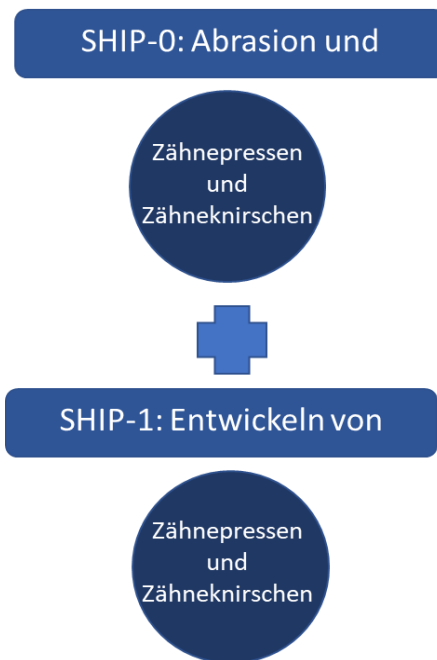 SHIP-0: Abrasion und
Zähnepressen
und
Zähneknirschen
SHIP-1: Entwickeln von
Zähnepressen
und
Zähneknirschen